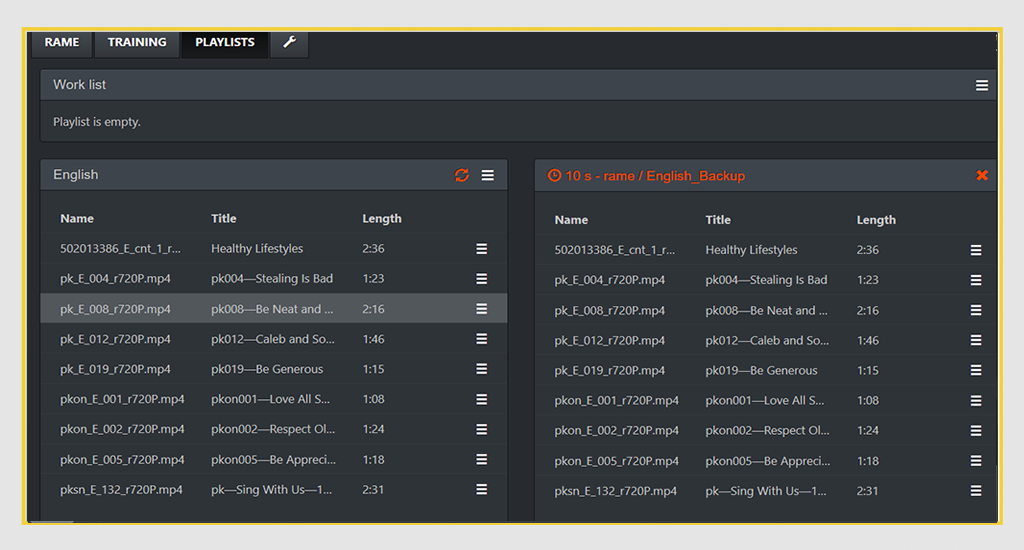 RAME TRAINING PLAYLISTS
Work list
Playlist is empty.
English
Name Title Length
502013386_E_cnt_1_r... Healthy Lifestyles 2:36
pk_E_004_r720P.mp4 pk004—Stealing Is Bad 1:23
pk_E_008_r720P.mp4 pk008—Be Neat and ... 2:16
pk_E_012_r720P.mp4 pk012—Caleb and So... 1:46
pk_E_019_r720P.mp4 pk019—Be Generous 1:15
pkon_E_001_r720P.mp4 pkon001—Love All S... 1:08
pkon_E_002_r720P.mp4 pkon002—Respect Ol... 1:24
pkon_E_005_r720P.mp4 pkon005—Be Appreci... 1:18
pksn_E_132_r720P.mp4 pk—Sing With Us—1... 2:31
10 s - rame / English_Backup
Name Title Length
502013386_E_cnt_1_r... Healthy Lifestyles 2:36
pk_E_004_r720P.mp4 pk004—Stealing Is Bad 1:23
pk_E_008_r720P.mp4 pk008—Be Neat and ... 2:16
pk_E_012_r720P.mp4 pk012—Caleb and So... 1:46
pk_E_019_r720P.mp4 pk019—Be Generous 1:15
pkon_E_001_r720P.mp4 pkon001—Love All S... 1:08
pkon_E_002_r720P.mp4 pkon002—Respect Ol... 1:24
pkon_E_005_r720P.mp4 pkon005—Be Appreci... 1:18
pksn_E_132_r720P.mp4 pk—Sing With Us—1... 2:31